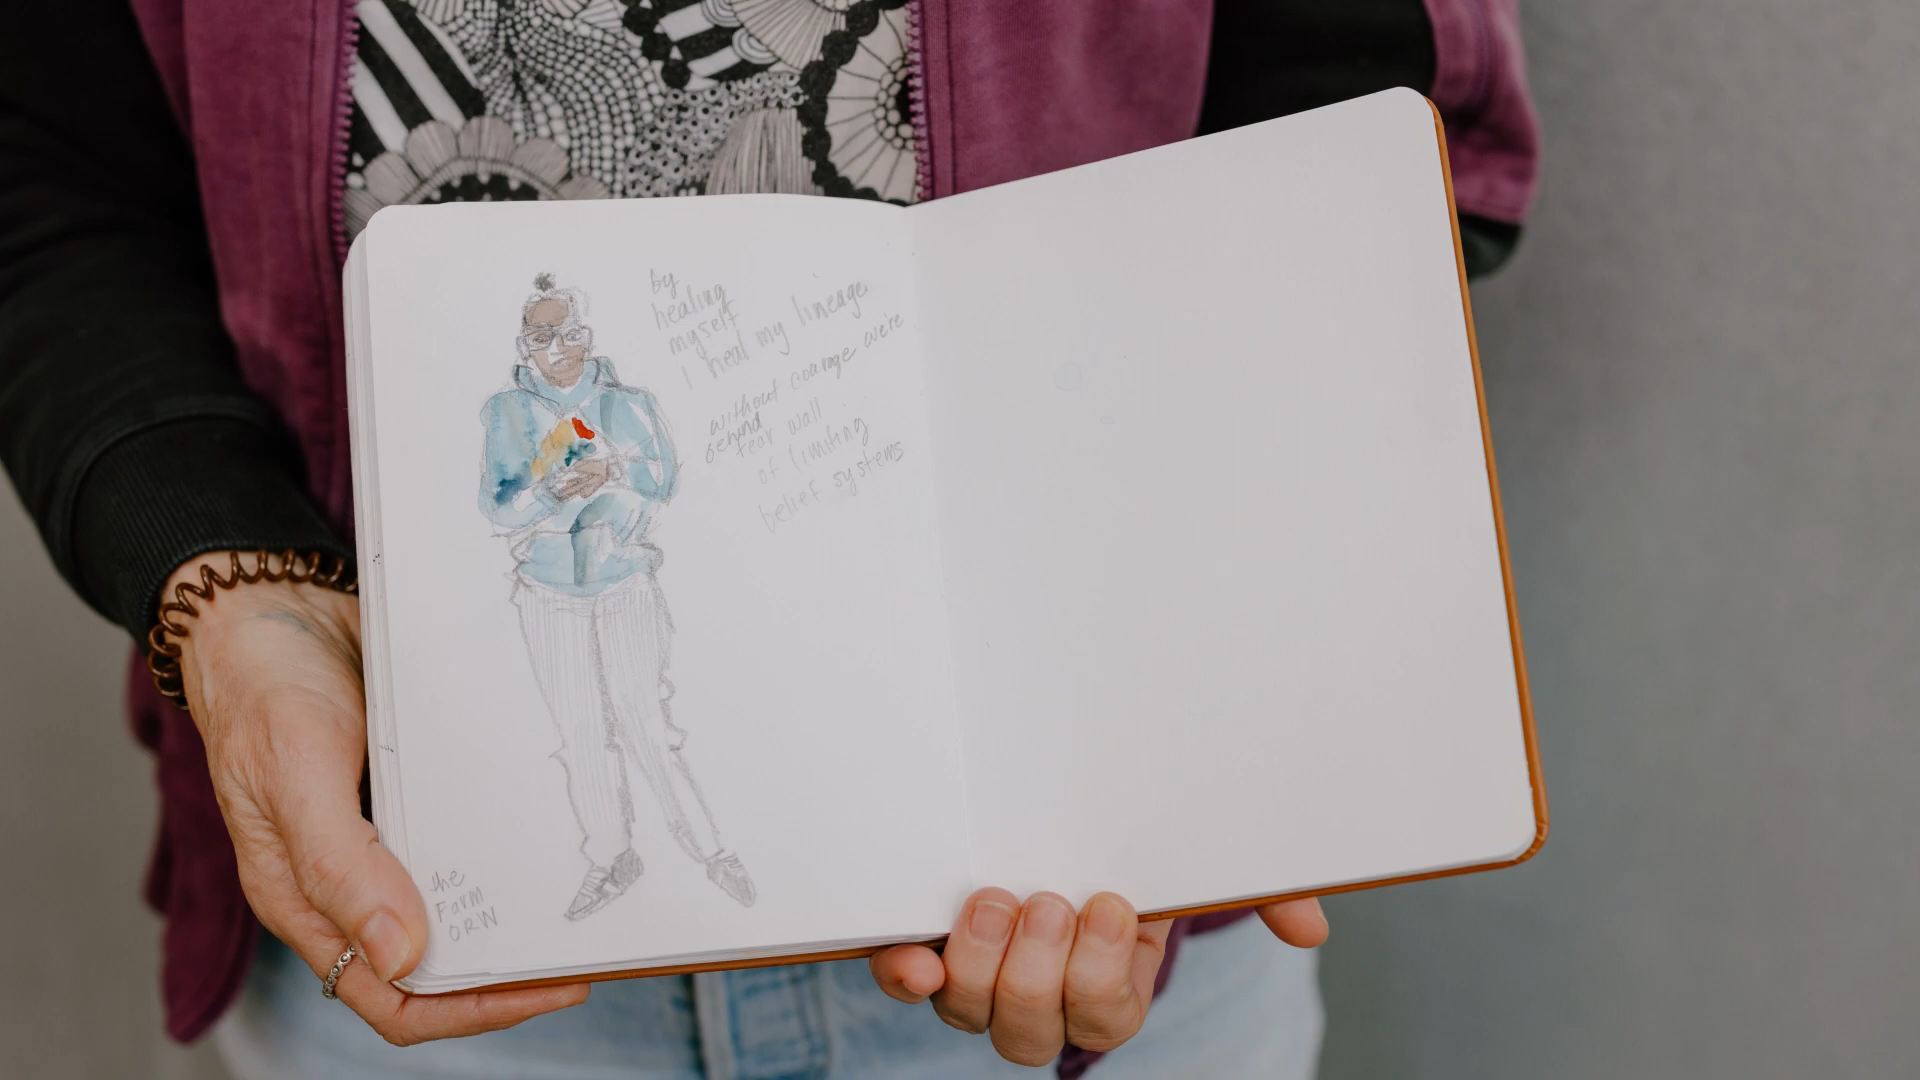 by
healing
myself
I heal my lineage
without courage we're
behind
fear wall
of limiting
belief systems
the
Farm
ORW